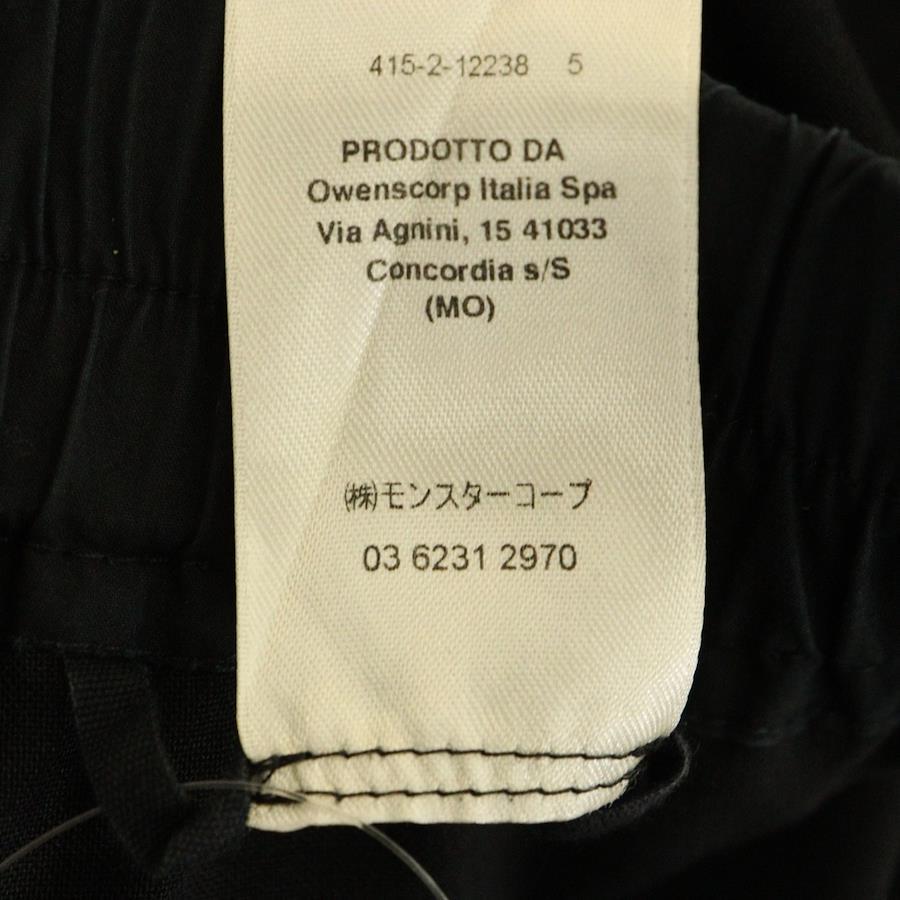 415-2-12238 5
PRODOTTO DA
Owenscorp Italia Spa
Via Agnini, 15 41033
Concordia s/S
(MO)
㈱モンスターコープ
03 6231 2970